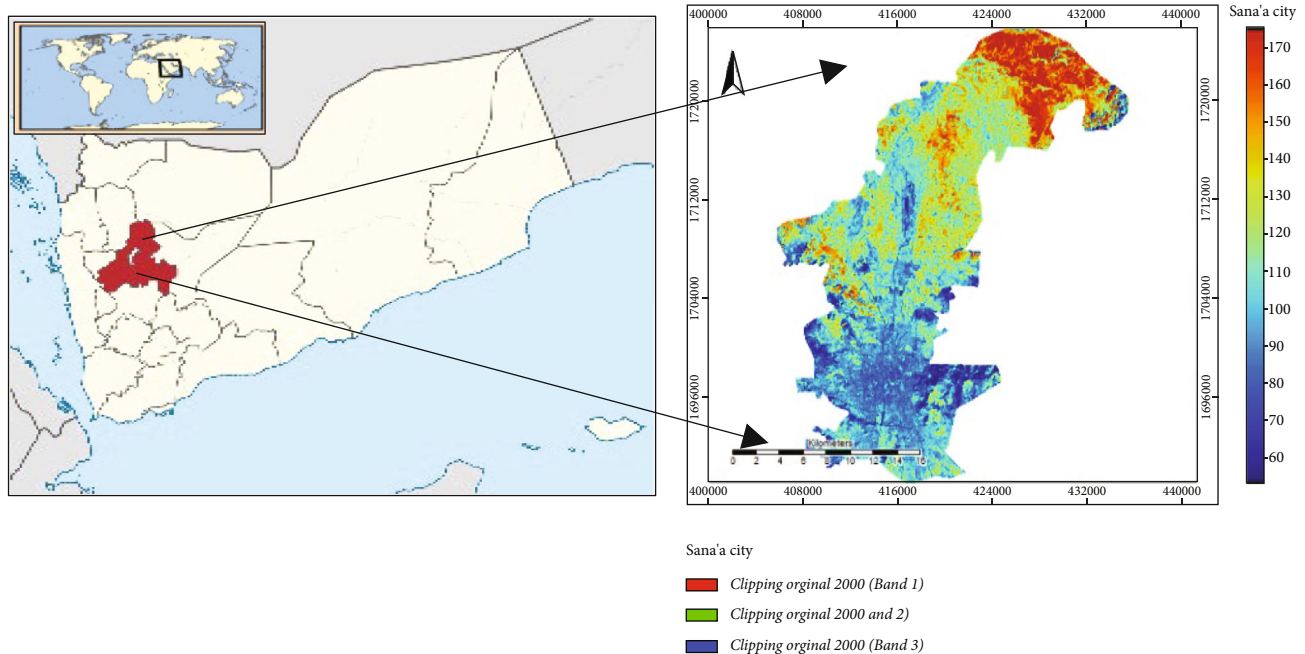 400000 408000 416000 424000 432000 440000
Sana'a city
1720000
1712000
1704000
1696000
1720000
1712000
1704000
1696000
170
160
150
140
130
120
110
100
90
80
70
60
Kilometers
0 2 4 6 8 10 12 14 16
400000 408000 416000 424000 432000 440000
Sana'a city
Clipping orginal 2000 (Band 1)
Clipping orginal 2000 and 2)
Clipping orginal 2000 (Band 3)